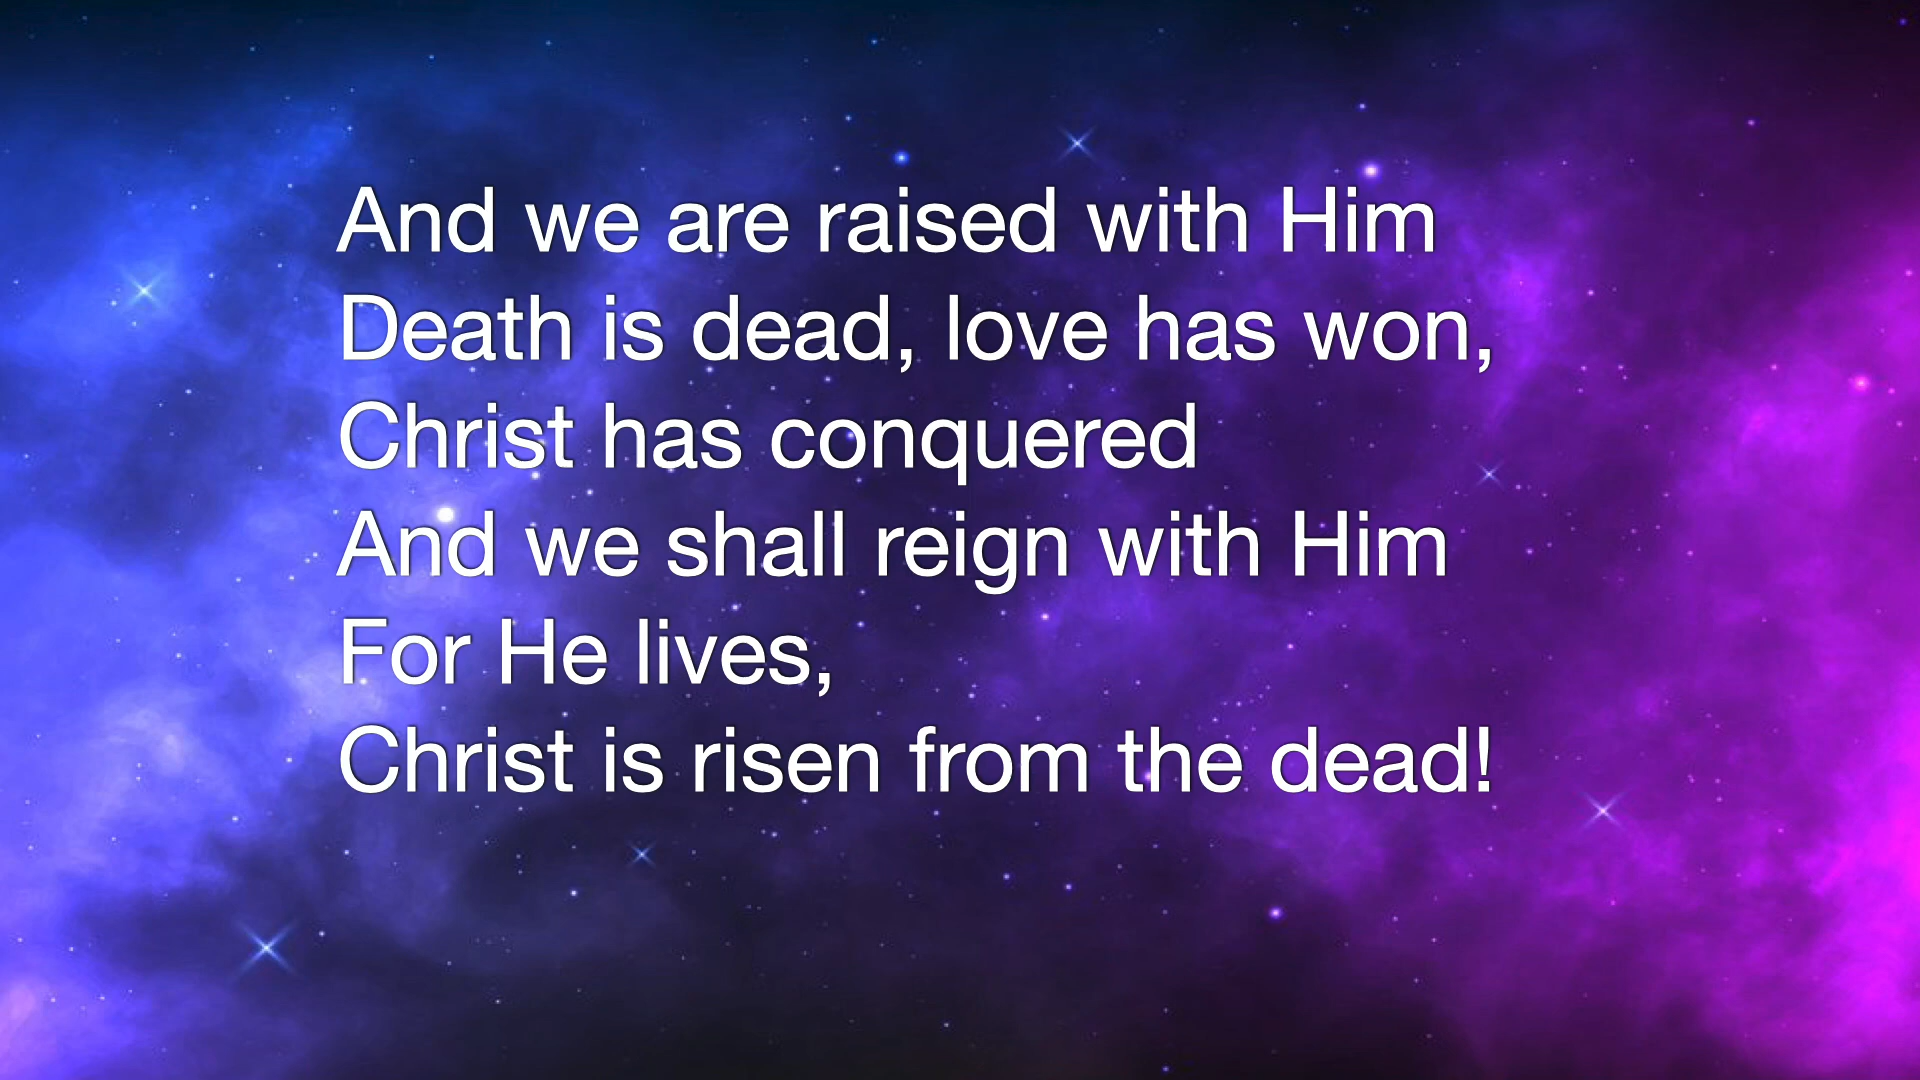 And we are raised with Him
Death is dead, love has won,
Christ has conquered
And we shall reign with Him
For He lives,
Christ is risen from the dead!